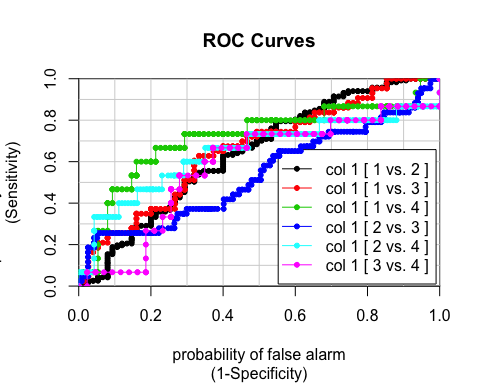 ROC Curves
(Sensitivity)
0.0 0.2 0.4 0.6 0.8 1.0
col 1 [ 1 vs. 2 ]
col 1 [ 1 vs. 3 ]
col 1 [ 1 vs. 4 ]
col 1 [ 2 vs. 3 ]
col 1 [ 2 vs. 4 ]
col 1 [ 3 vs. 4 ]
0.0 0.2 0.4 0.6 0.8 1.0
probability of false alarm
(1-Specificity)